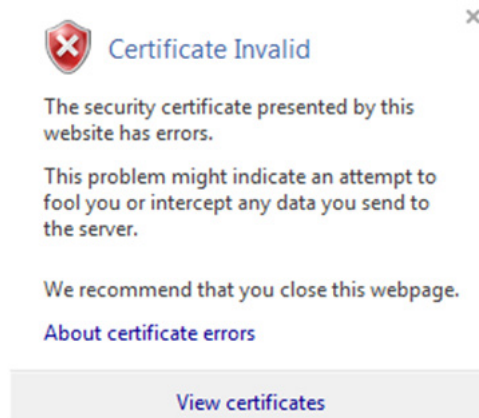 Certificate Invalid
The security certificate presented by this
website has errors.
This problem might indicate an attempt to
fool you or intercept any data you send to
the server.
We recommend that you close this webpage.
About certificate errors
View certificates